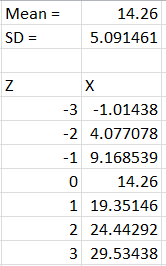 Mean = 14.26
SD = 5.091461
Z X
-3 -1.01438
-2 4.077078
-1 9.168539
0 14.26
1 19.35146
2 24.44292
3 29.53438